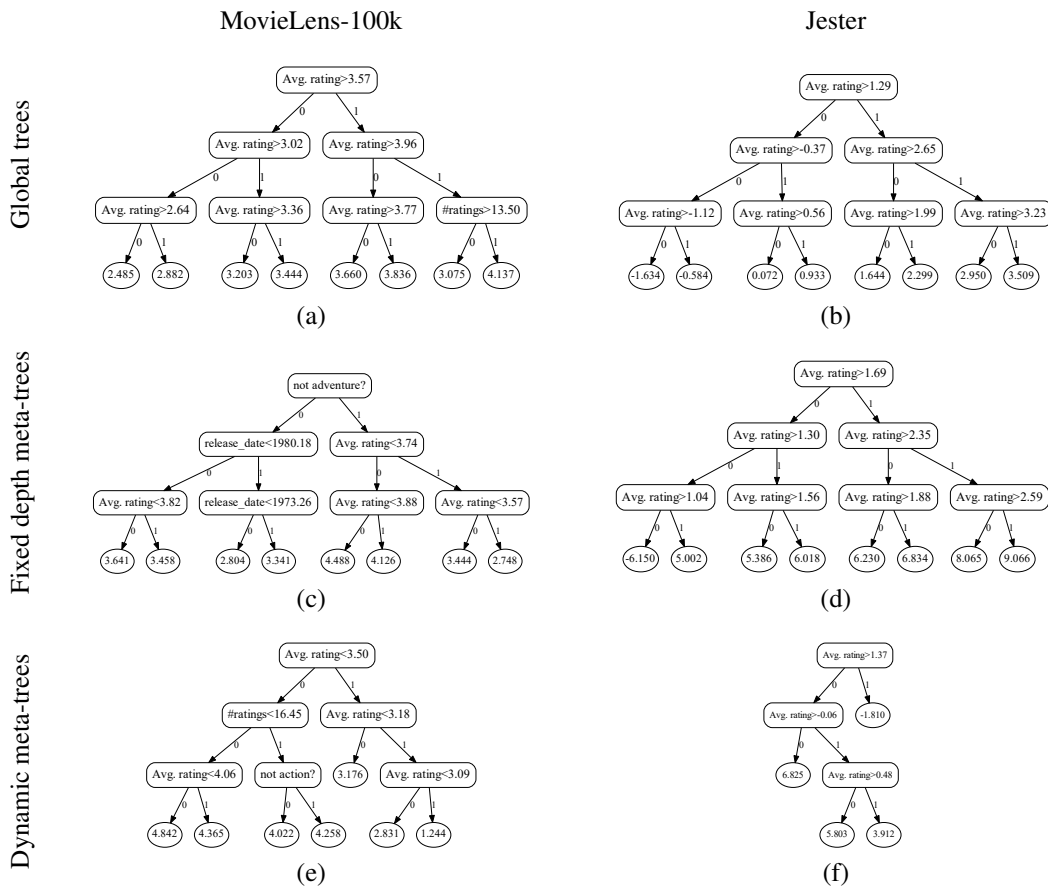 MovieLens-100k Jester
Global trees
Avg. rating>3.57
0 1
Avg. rating>3.02 Avg. rating>3.96
0 1 0 1
Avg. rating>2.64 Avg. rating>3.36 Avg. rating>3.77 #ratings>13.50
0 1 0 1 0 1 0 1
2.485 2.882 3.203 3.444 3.660 3.836 3.075 4.137
(a)
Avg. rating>1.29
0 1
Avg. rating>-0.37 Avg. rating>2.65
0 1 0 1
Avg. rating>-1.12 Avg. rating>0.56 Avg. rating>1.99 Avg. rating>3.23
0 1 0 1 0 1 0 1
-1.634 -0.584 0.072 0.933 1.644 2.299 2.950 3.509
(b)
Fixed depth meta-trees
not adventure?
0 1
release_date<1980.18 Avg. rating<3.74
0 1 0 1
Avg. rating<3.82 release_date<1973.26 Avg. rating<3.88 Avg. rating<3.57
0 1 0 1 0 1 0 1
3.641 3.458 2.804 3.341 4.488 4.126 3.444 2.748
(c)
Avg. rating>1.69
0 1
Avg. rating>1.30 Avg. rating>2.35
0 1 0 1
Avg. rating>1.04 Avg. rating>1.56 Avg. rating>1.88 Avg. rating>2.59
0 1 0 1 0 1 0 1
-6.150 5.002 5.386 6.018 6.230 6.834 8.065 9.066
(d)
Dynamic meta-trees
Avg. rating<3.50
0 1
#ratings<16.45 Avg. rating<3.18
0 1 0 1
Avg. rating<4.06 not action? 3.176 Avg. rating<3.09
0 1 0 1 0 1
4.842 4.365 4.022 4.258 2.831 1.244
(e)
Avg. rating>1.37
0 1
Avg. rating>-0.06 -1.810
0 1
6.825 Avg. rating>0.48
0 1
5.803 3.912
(f)